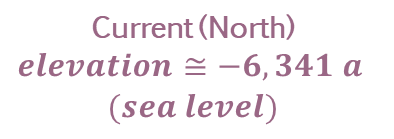 Current (North)
elevation ≅ −6,341 a
(sea level)